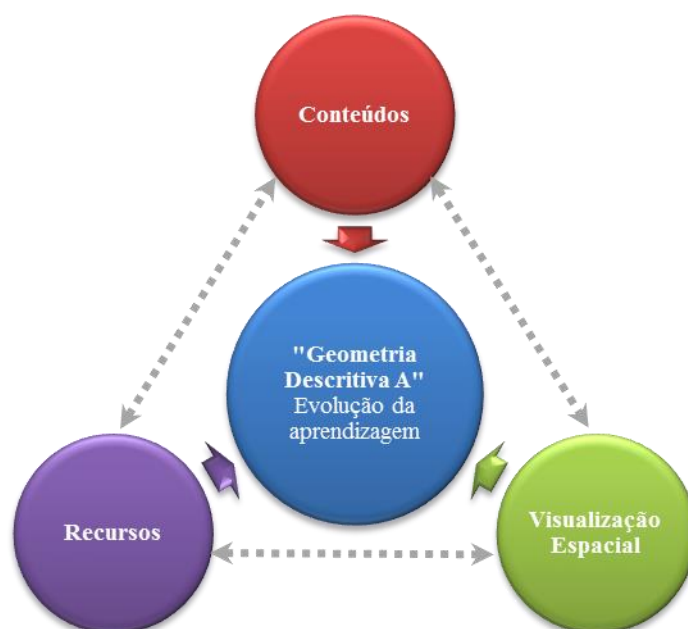 Conteúdos
"Geometria
Descritiva A"
Evolução da
aprendizagem
Recursos
Visualização
Espacial